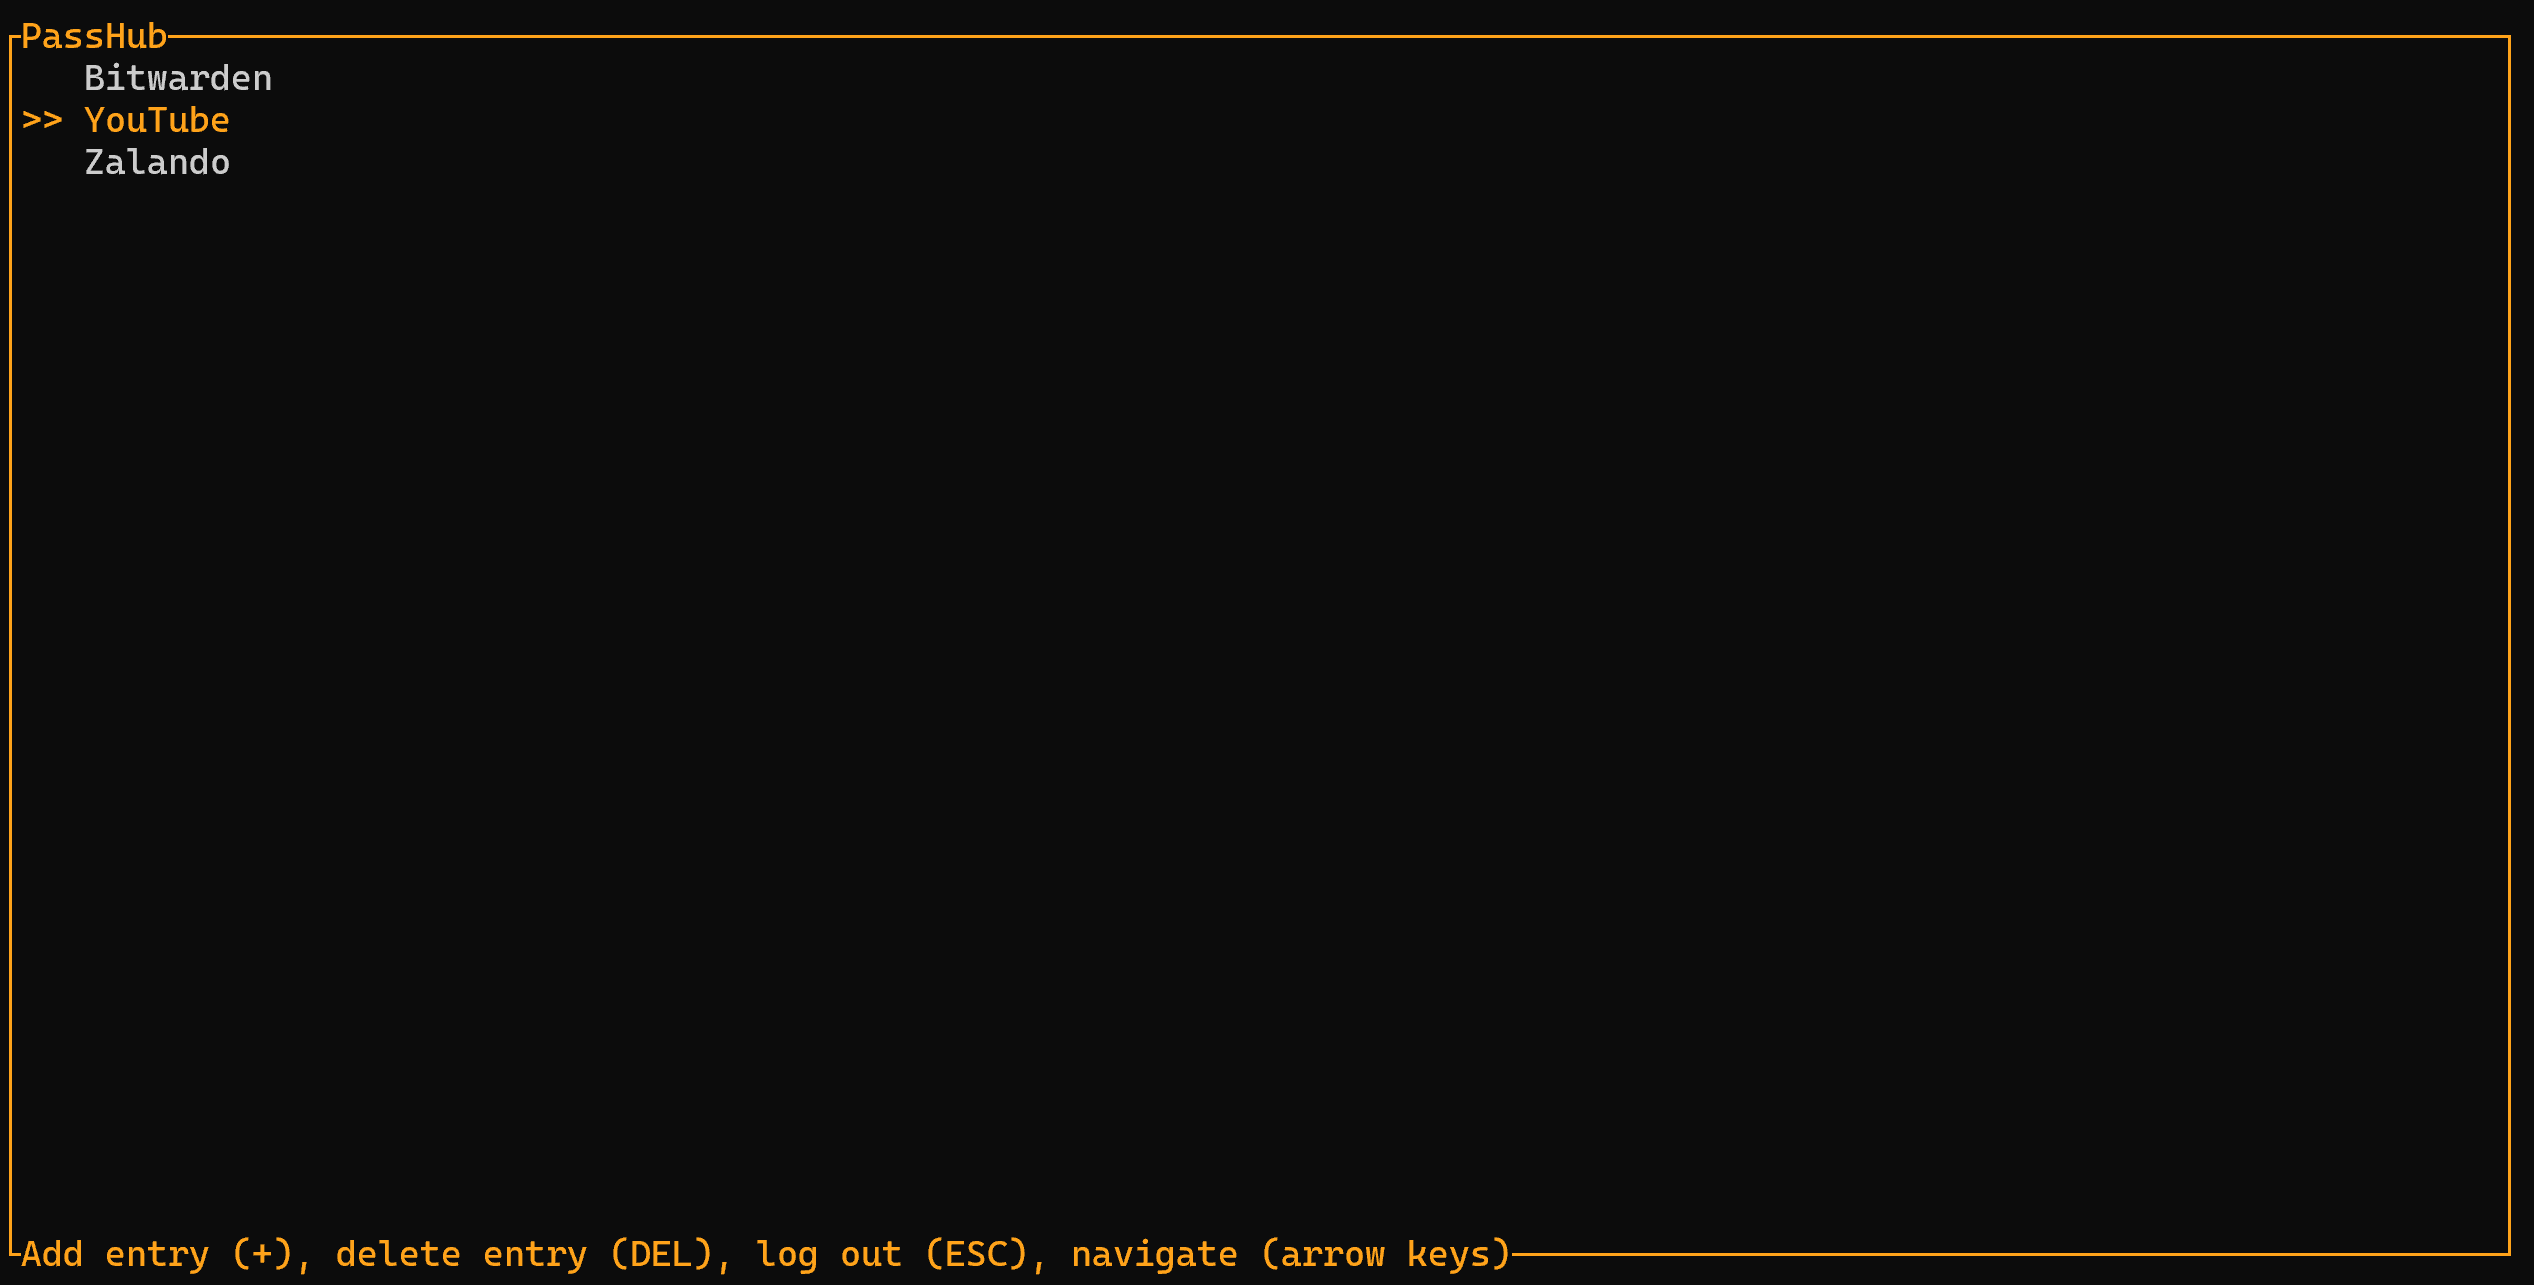 PassHub
Bitwarden
>> YouTube
Zalando
Add entry (+), delete entry (DEL), log out (ESC), navigate (arrow keys)